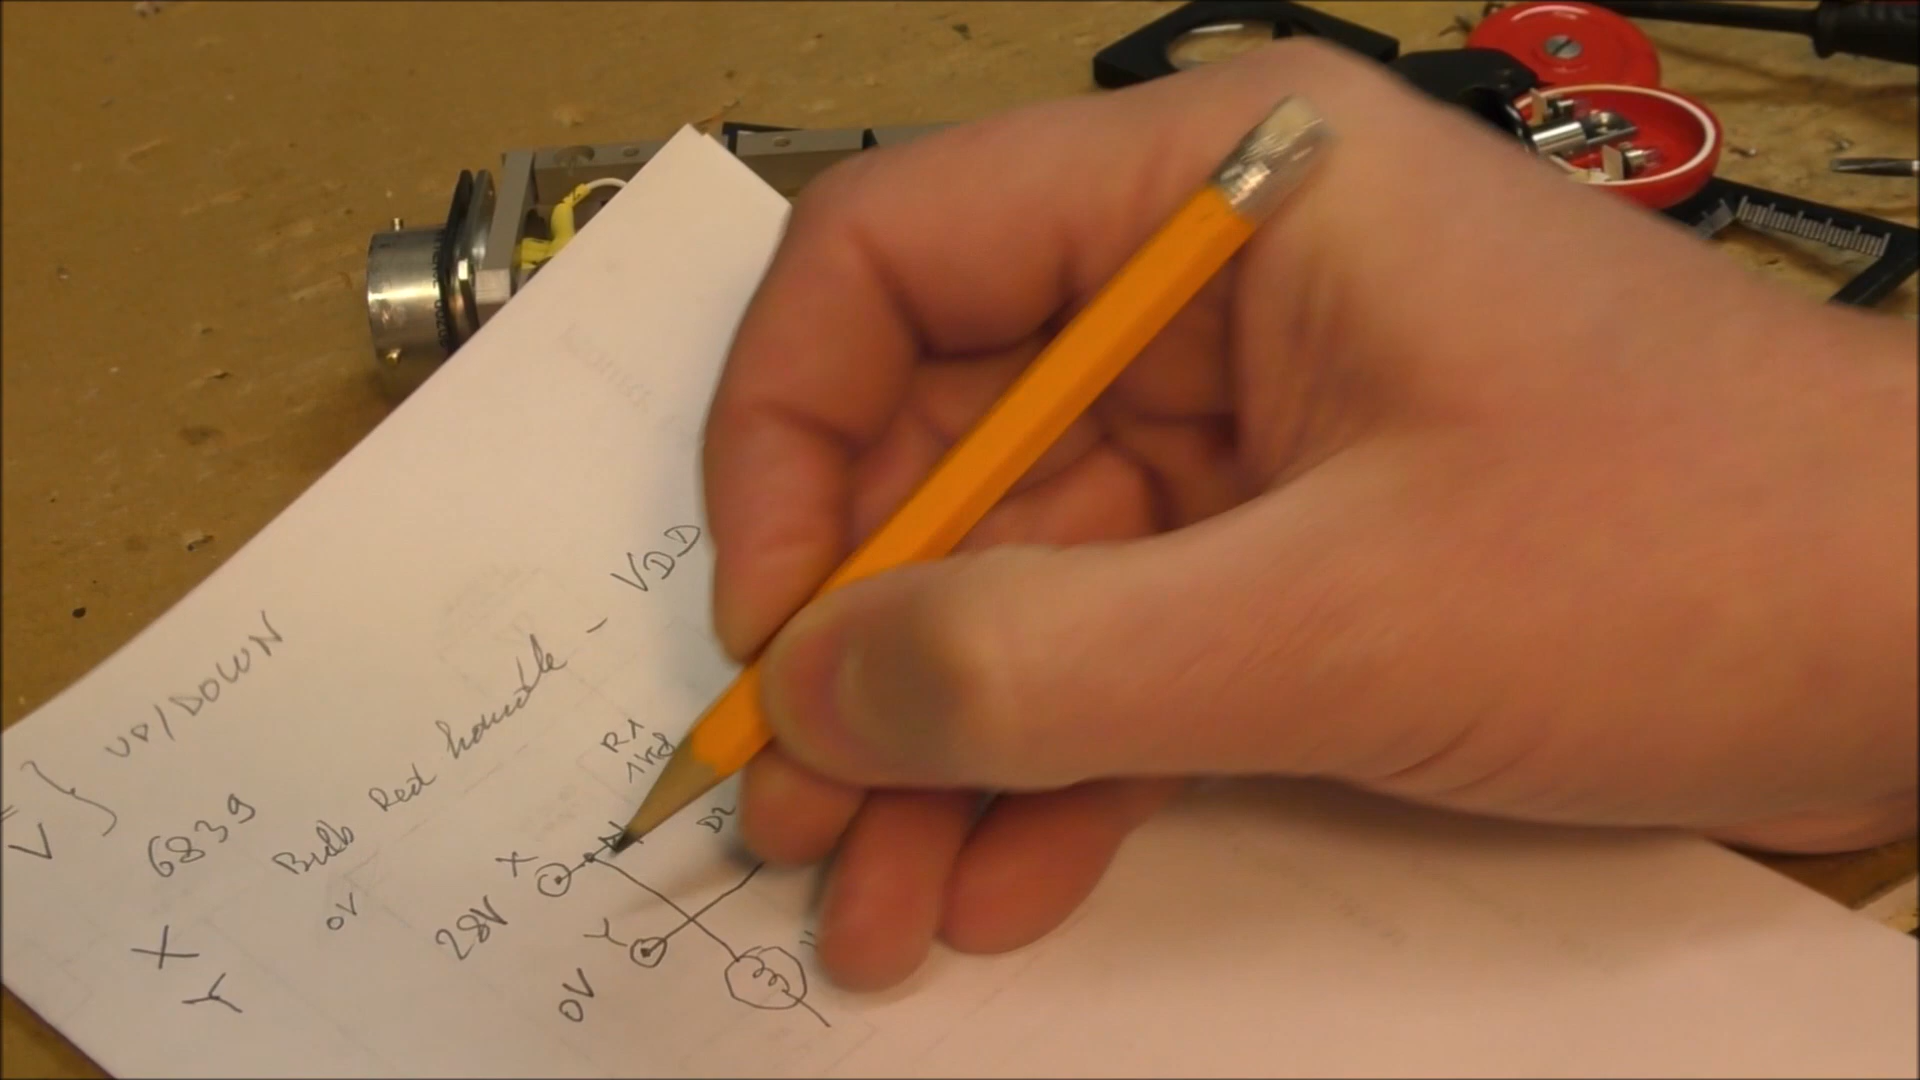 V } UP/DOWN
6839
X
Y
Bulb Red handle - VDD
0V
R1
D2
X
28V
Y
0V